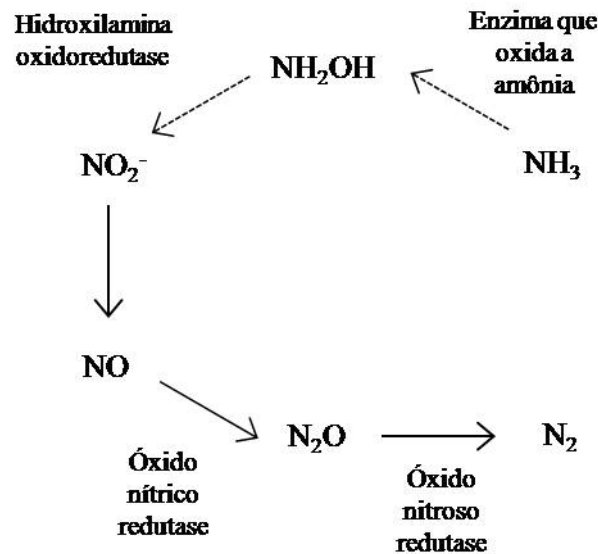 Hidroxilamina
oxidoredutase
NH₂OH
Enzima que
oxida a
amônia
NO₂⁻
NH₃
NO
N₂O
N₂
Óxido
nítrico
redutase
Óxido
nitroso
redutase